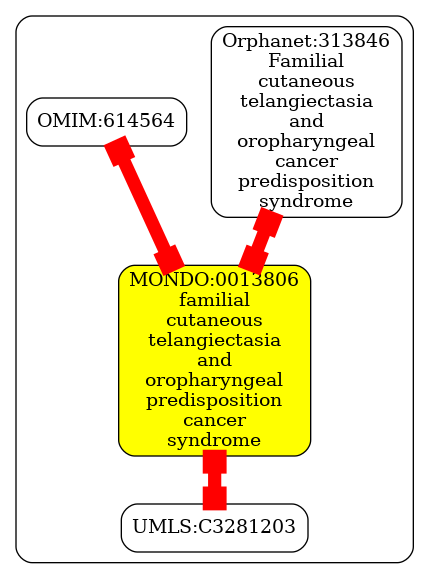 OMIM:614564
Orphanet:313846
Familial
cutaneous
telangiectasia
and
oropharyngeal
cancer
predisposition
syndrome
MONDO:0013806
familial
cutaneous
telangiectasia
and
oropharyngeal
predisposition
cancer
syndrome
UMLS:C3281203